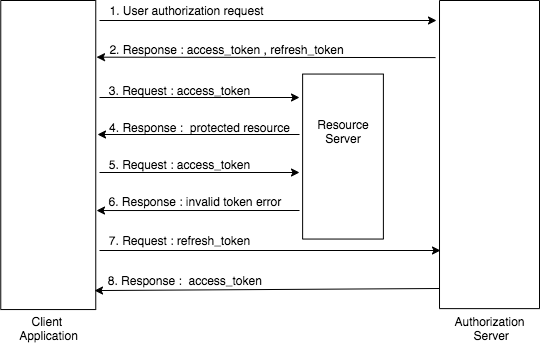 1. User authorization request
2. Response : access_token , refresh_token
3. Request : access_token
4. Response :  protected resource
Resource
Server
5. Request : access_token
6. Response : invalid token error
7. Request : refresh_token
8. Response :  access_token
Client
Application
Authorization
Server